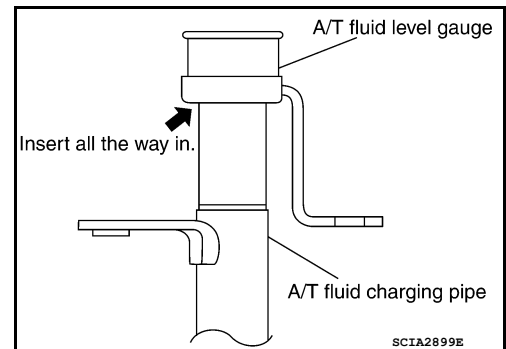 A/T fluid level gauge
Insert all the way in.
A/T fluid charging pipe
SCIA2899E